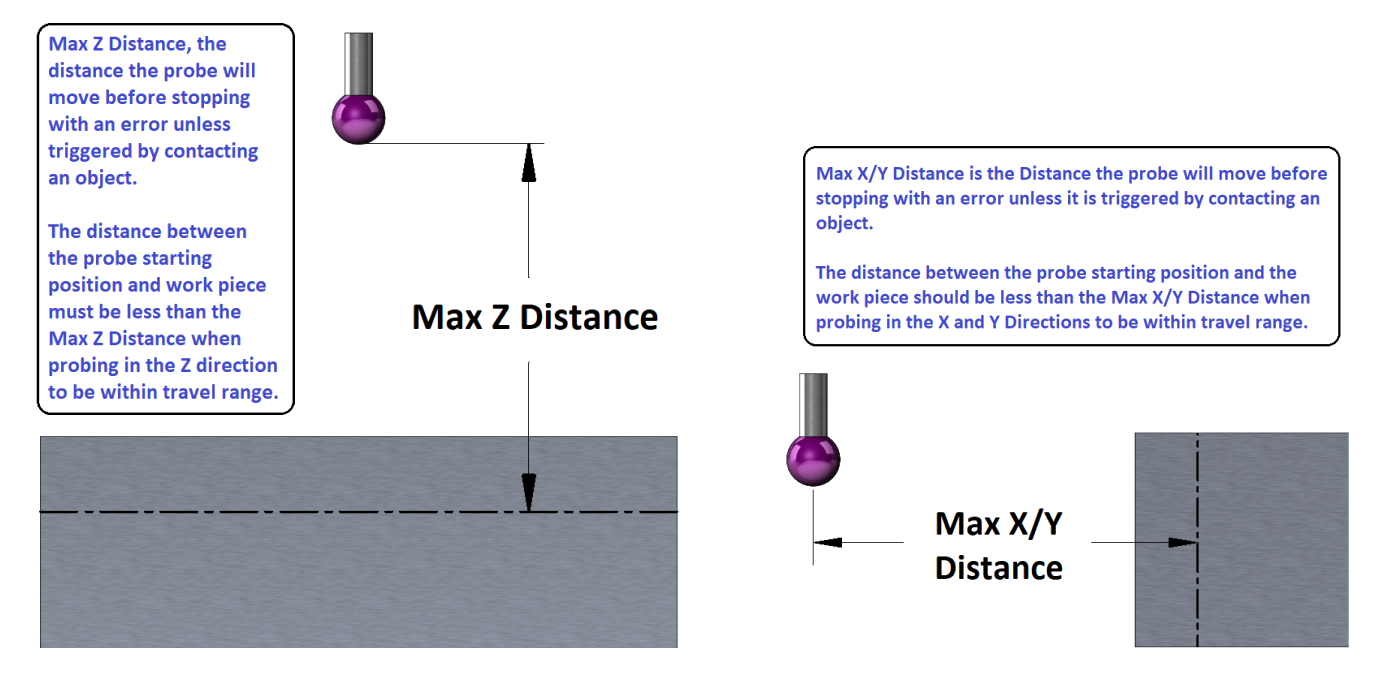 Max Z Distance, the
distance the probe will
move before stopping
with an error unless
triggered by contacting
an object.
The distance between
the probe starting
position and work piece
must be less than the
Max Z Distance when
probing in the Z direction
to be within travel range.
Max Z Distance
Max X/Y Distance is the Distance the probe will move before
stopping with an error unless it is triggered by contacting an
object.
The distance between the probe starting position and the
work piece should be less than the Max X/Y Distance when
probing in the X and Y Directions to be within travel range.
Max X/Y
Distance